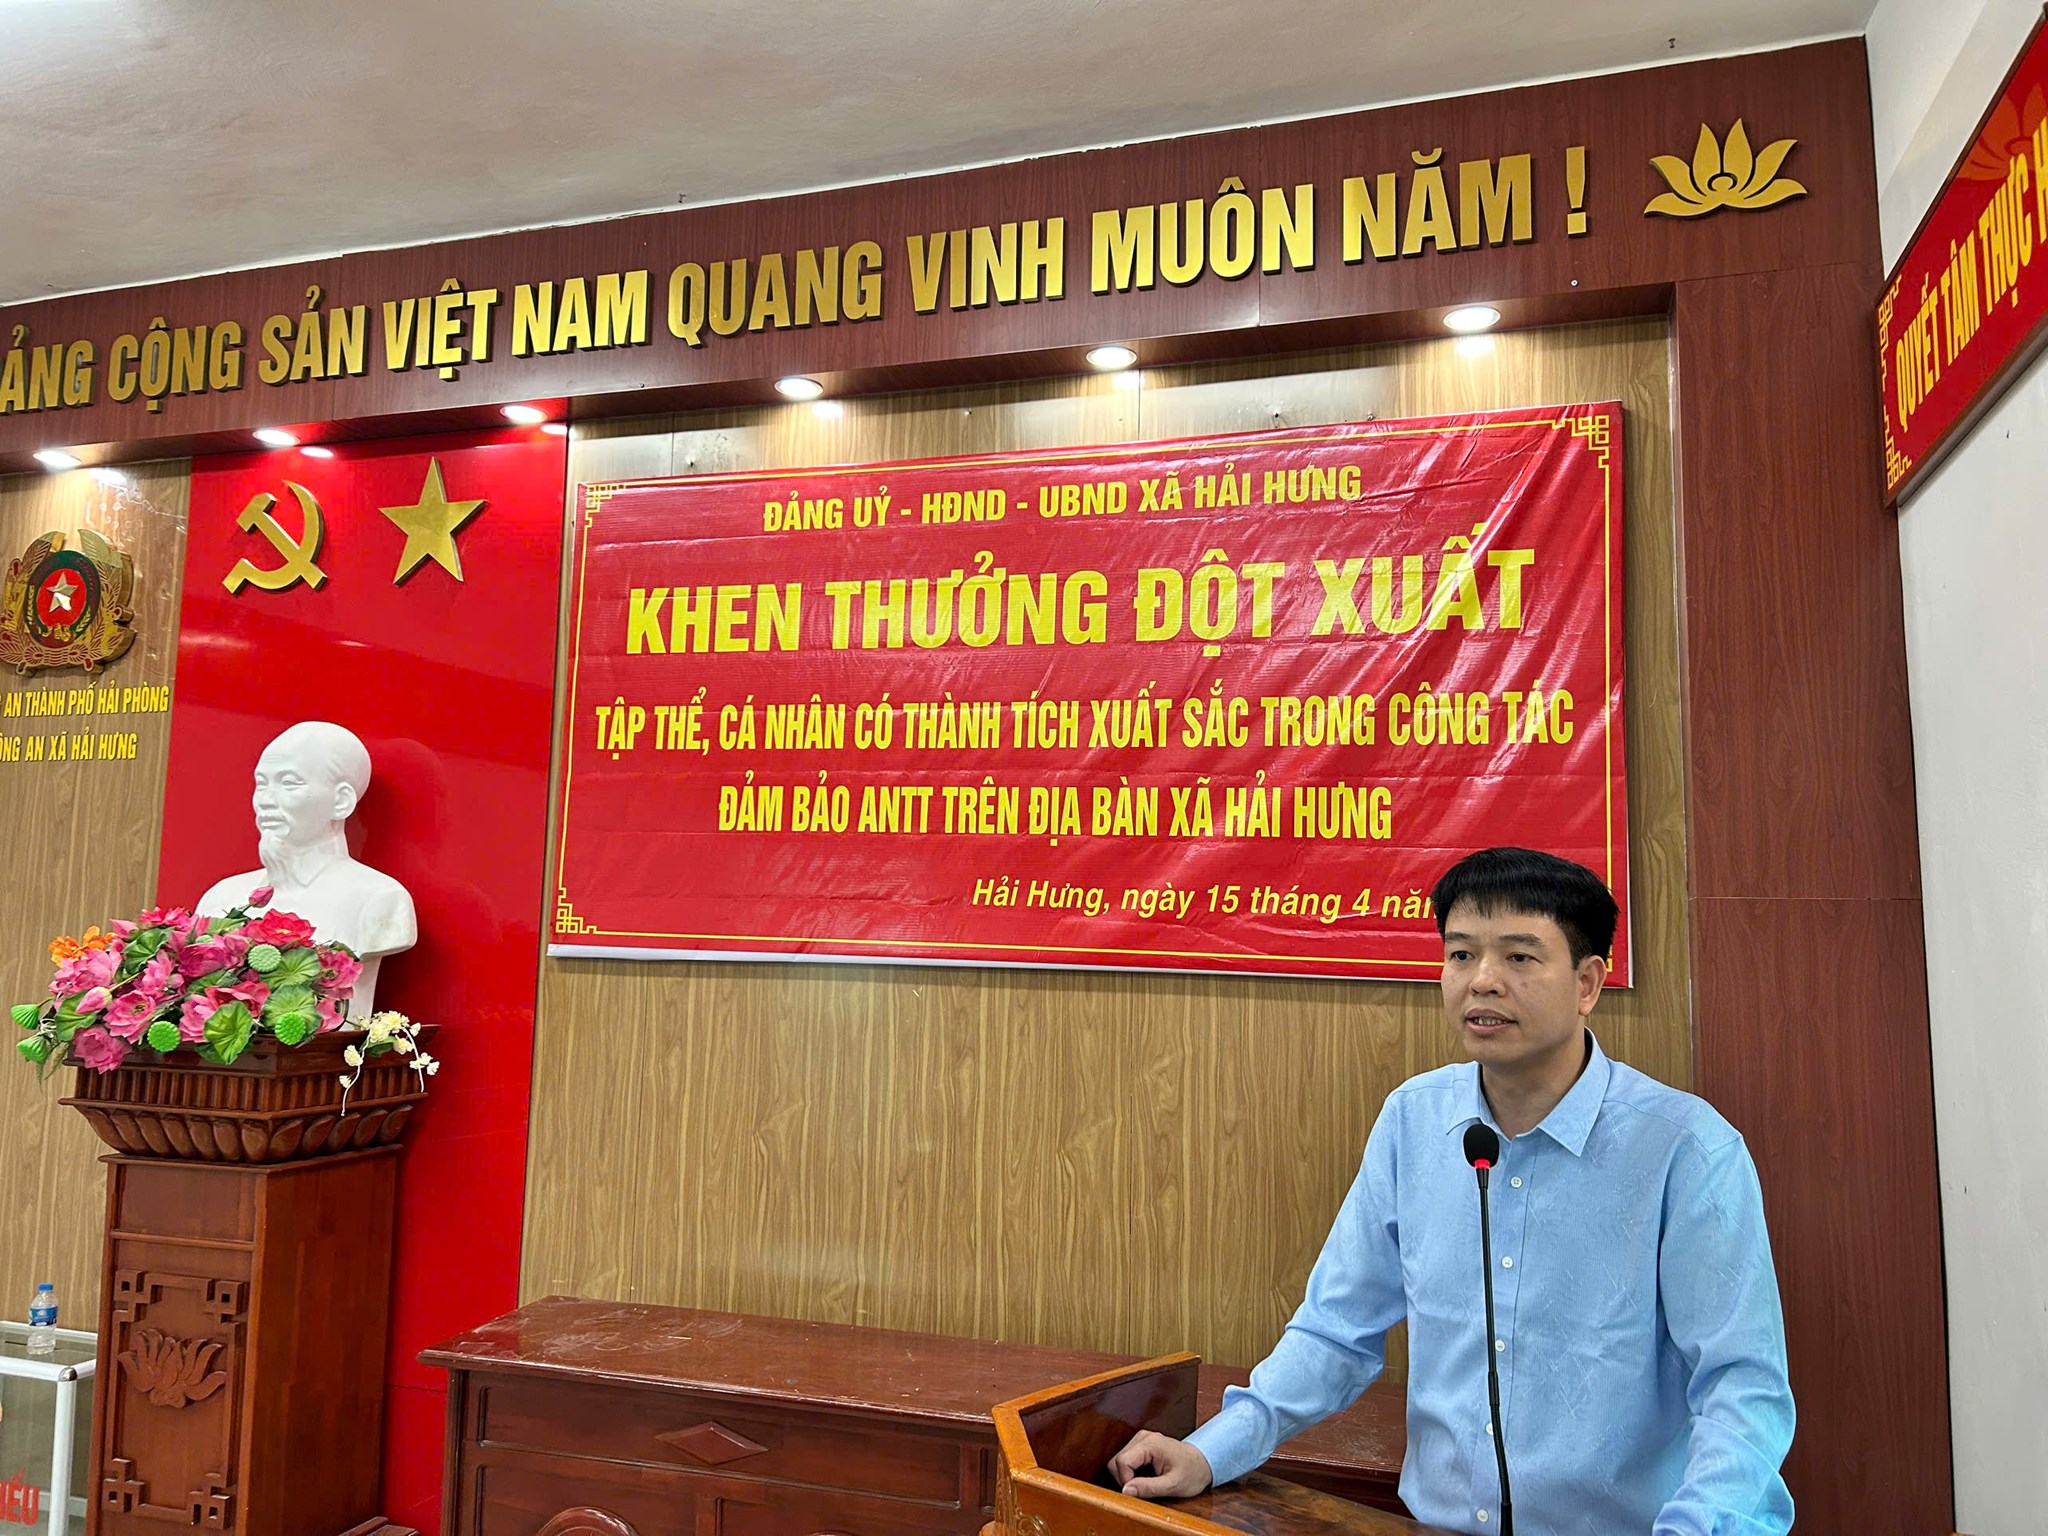 ẢNG CỘNG SẢN VIỆT NAM QUANG VINH MUÔN NĂM !
QUYẾT TÂM THỰC H
ĐẢNG UỶ - HĐND - UBND XÃ HẢI HƯNG
KHEN THƯỞNG ĐỘT XUẤT
TẬP THỂ, CÁ NHÂN CÓ THÀNH TÍCH XUẤT SẮC TRONG CÔNG TÁC
ĐẢM BẢO ANTT TRÊN ĐỊA BÀN XÃ HẢI HƯNG
Hải Hưng, ngày 15 tháng 4 năm
AN THÀNH PHỐ HẢI PHÒNG
ÔNG AN XÃ HẢI HƯNG